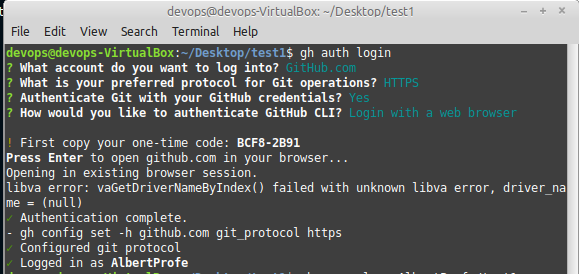 devops@devops-VirtualBox: ~/Desktop/test1
File Edit View Search Terminal Help
devops@devops-VirtualBox:~/Desktop/test1$ gh auth login
? What account do you want to log into? GitHub.com
? What is your preferred protocol for Git operations? HTTPS
? Authenticate Git with your GitHub credentials? Yes
? How would you like to authenticate GitHub CLI? Login with a web browser
! First copy your one-time code: BCF8-2B91
Press Enter to open github.com in your browser...
Opening in existing browser session.
libva error: vaGetDriverNameByIndex() failed with unknown libva error, driver_na
me = (null)
✓ Authentication complete.
- gh config set -h github.com git_protocol https
✓ Configured git protocol
✓ Logged in as AlbertProfe